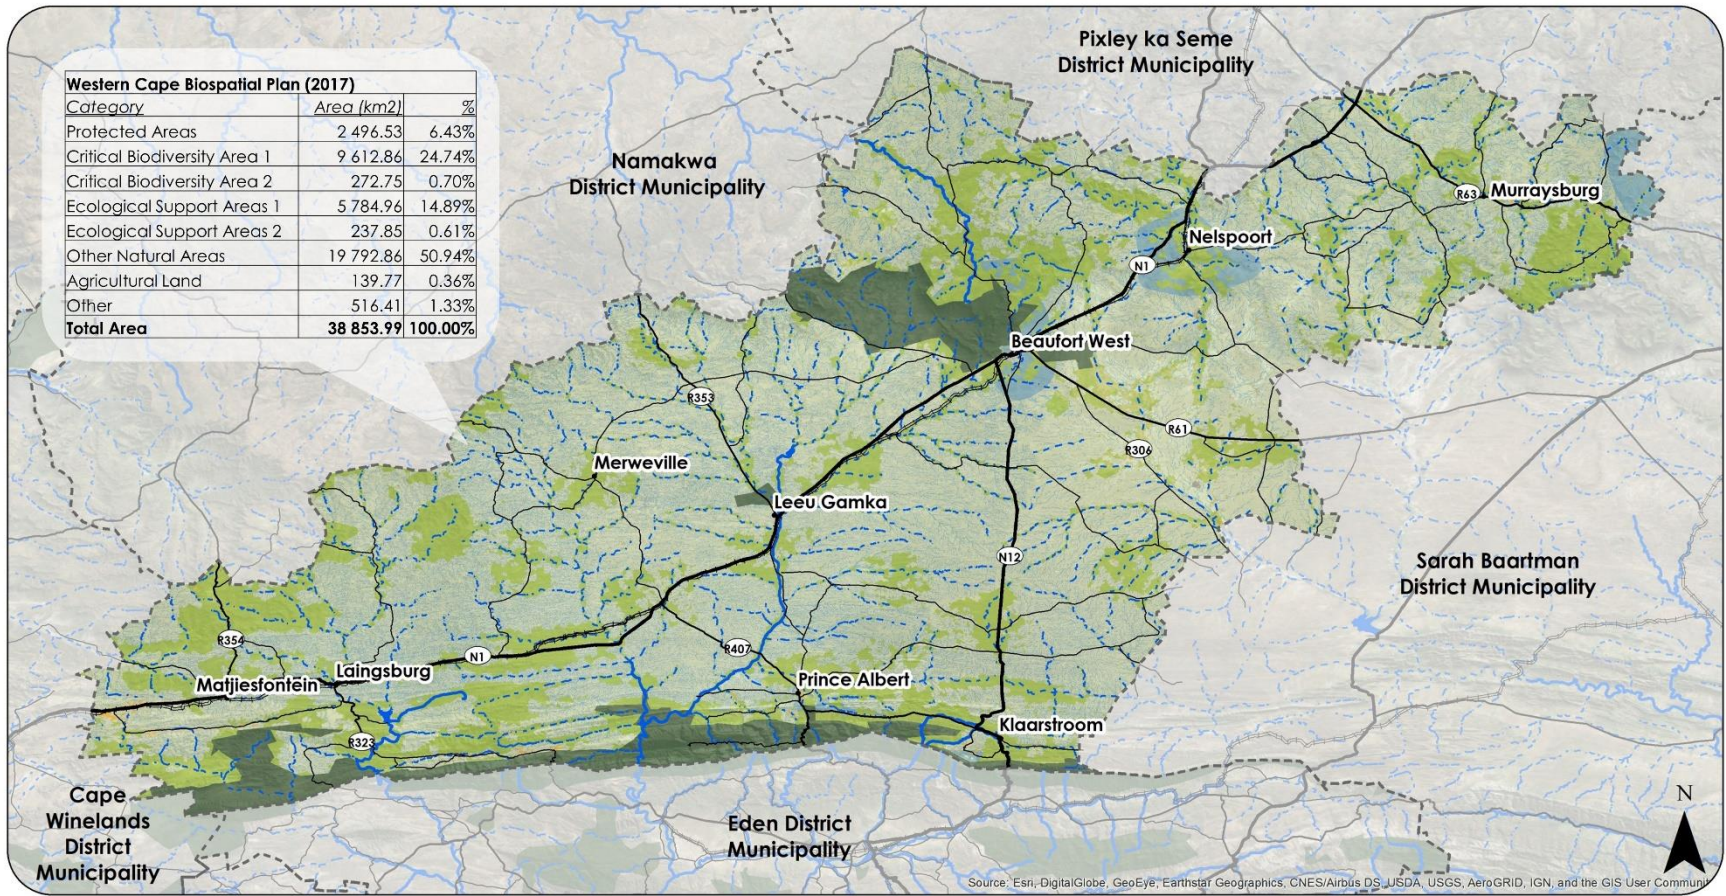 Western Cape Biospatial Plan (2017)
Category Area (km2) %
Protected Areas 2 496.53 6.43%
Critical Biodiversity Area 1 9 612.86 24.74%
Critical Biodiversity Area 2 272.75 0.70%
Ecological Support Areas 1 5 784.96 14.89%
Ecological Support Areas 2 237.85 0.61%
Other Natural Areas 19 792.86 50.94%
Agricultural Land 139.77 0.36%
Other 516.41 1.33%
Total Area 38 853.99 100.00%
Pixley ka Seme
District Municipality
Namakwa
District Municipality
R63
Murraysburg
Nelspoort
N1
Beaufort West
R353
R61
R306
Merweville
Leeu Gamka
N12
Sarah Baartman
District Municipality
R354
R407
N1
Laingsburg
Matjiesfontein
Prince Albert
Klaarstroom
R323
Cape
Winelands
District
Municipality
Eden District
Municipality
N
Source: Esri, DigitalGlobe, GeoEye, Earthstar Geographics, CNES/Airbus DS, USDA, USGS, AeroGRID, IGN, and the GIS User Commun